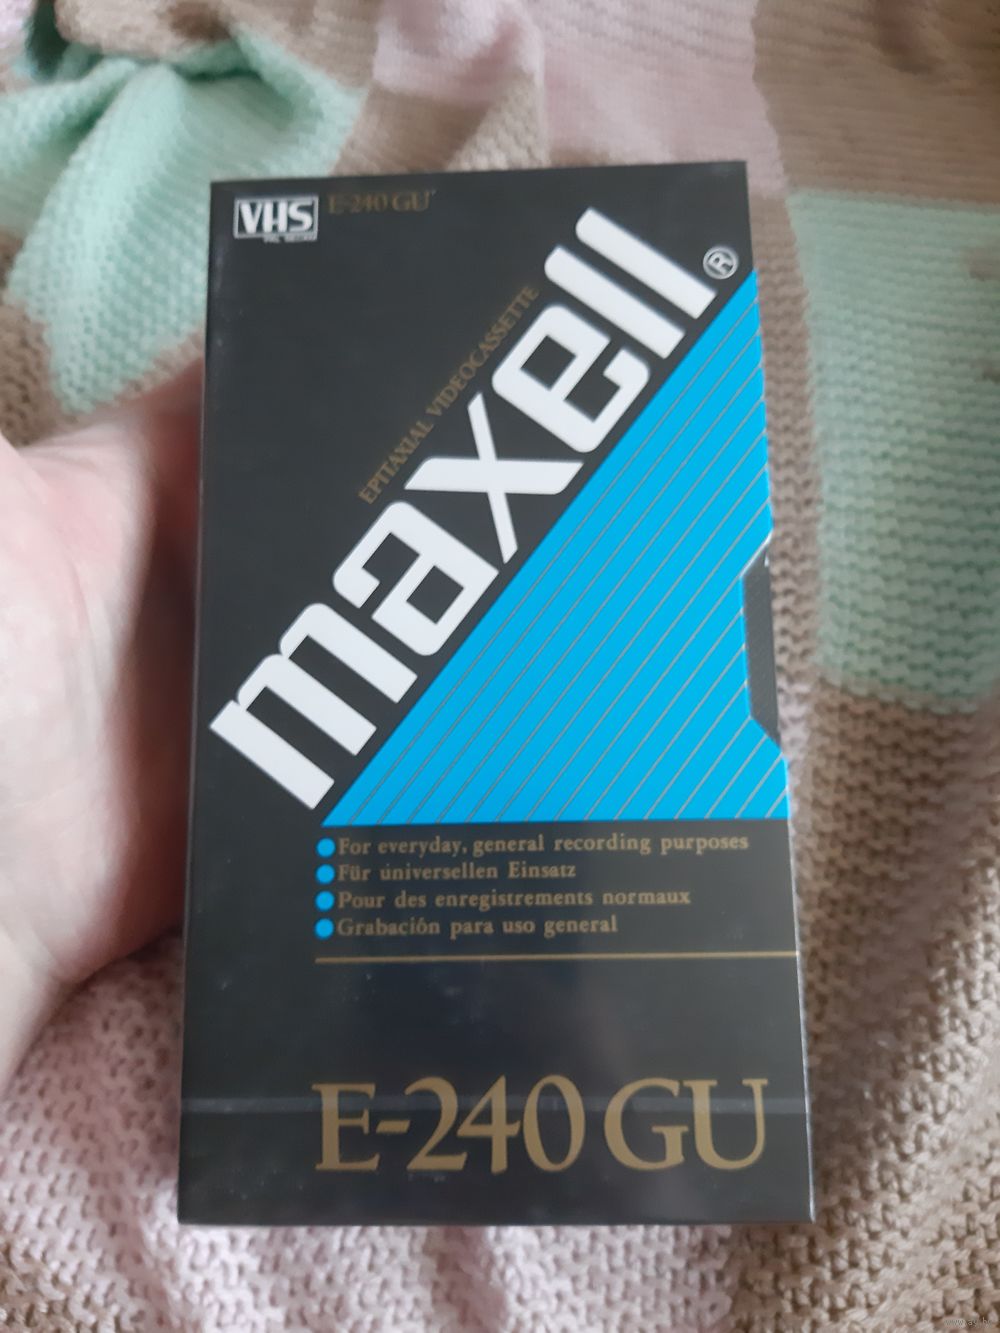 VHS E-240 GU
EPITAXIAL VIDEOCASSETTE
maxell®
For everyday, general recording purposes
Für universellen Einsatz
Pour des enregistrements normaux
Grabación para uso general
E-240 GU